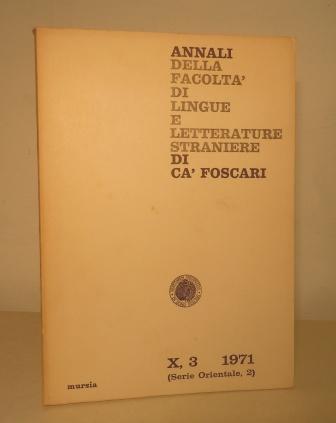 ANNALI
DELLA
FACOLTA'
DI
LINGUE
E
LETTERATURE
STRANIERE
DI
CA' FOSCARI
X, 3 1971
(Serie Orientale, 2)
mursia